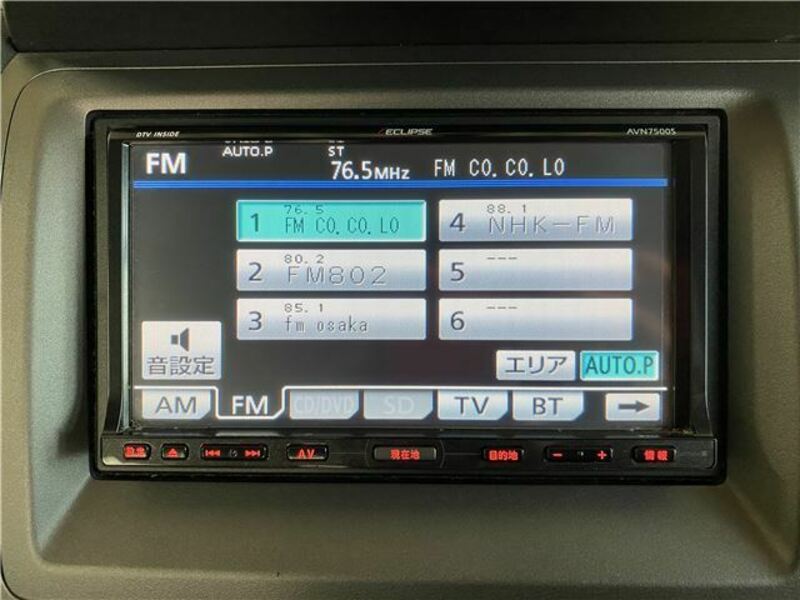 DTV INSIDE ECLIPSE AVN7500S
FM AUTO.P ST 76.5MHz FM CO.CO.LO
1 76.5 FM CO.CO.LO
4 88.1 NHK-FM
2 80.2 FM802
5 ---
3 85.1 fm osaka
6 ---
音設定
エリア AUTO.P
AM FM CD/DVD SD TV BT
AV 現在地 目的地 - + 情報